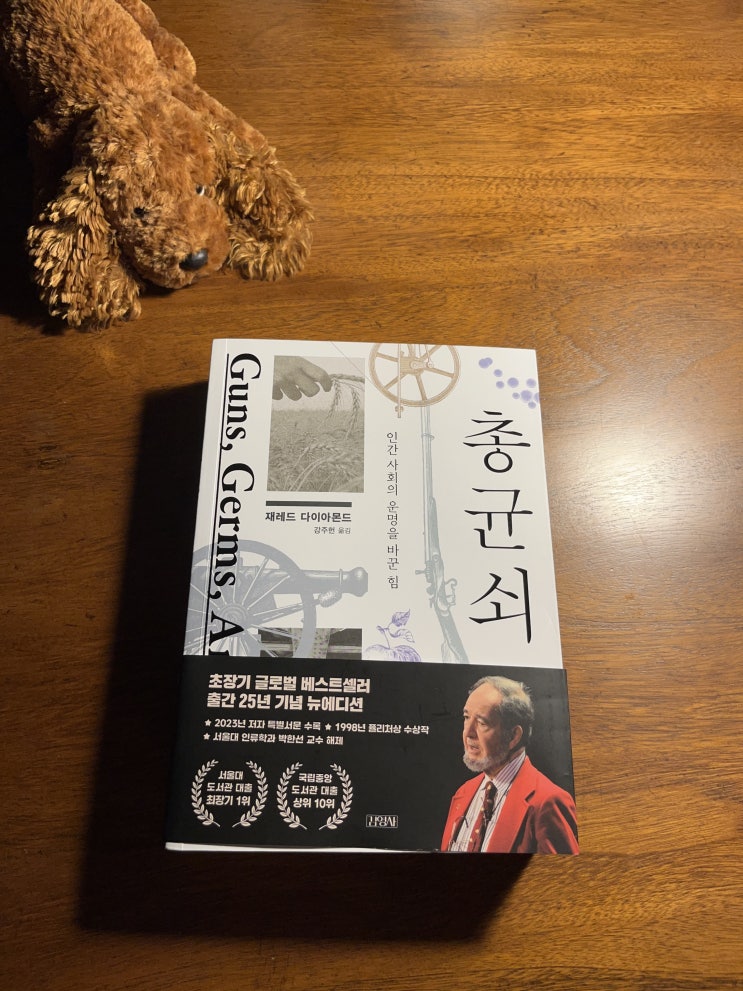 Guns, Germs, A
재레드 다이아몬드
강주헌 옮김
인간 사회의 운명을 바꾼 힘
총 균 쇠
초장기 글로벌 베스트셀러
출간 25년 기념 뉴에디션
★ 2023년 저자 특별서문 수록 ★ 1998년 퓰리처상 수상작
★ 서울대 인류학과 박한선 교수 해제
서울대
도서관 대출
최장기 1위
국립중앙
도서관 대출
상위 10위
김영사